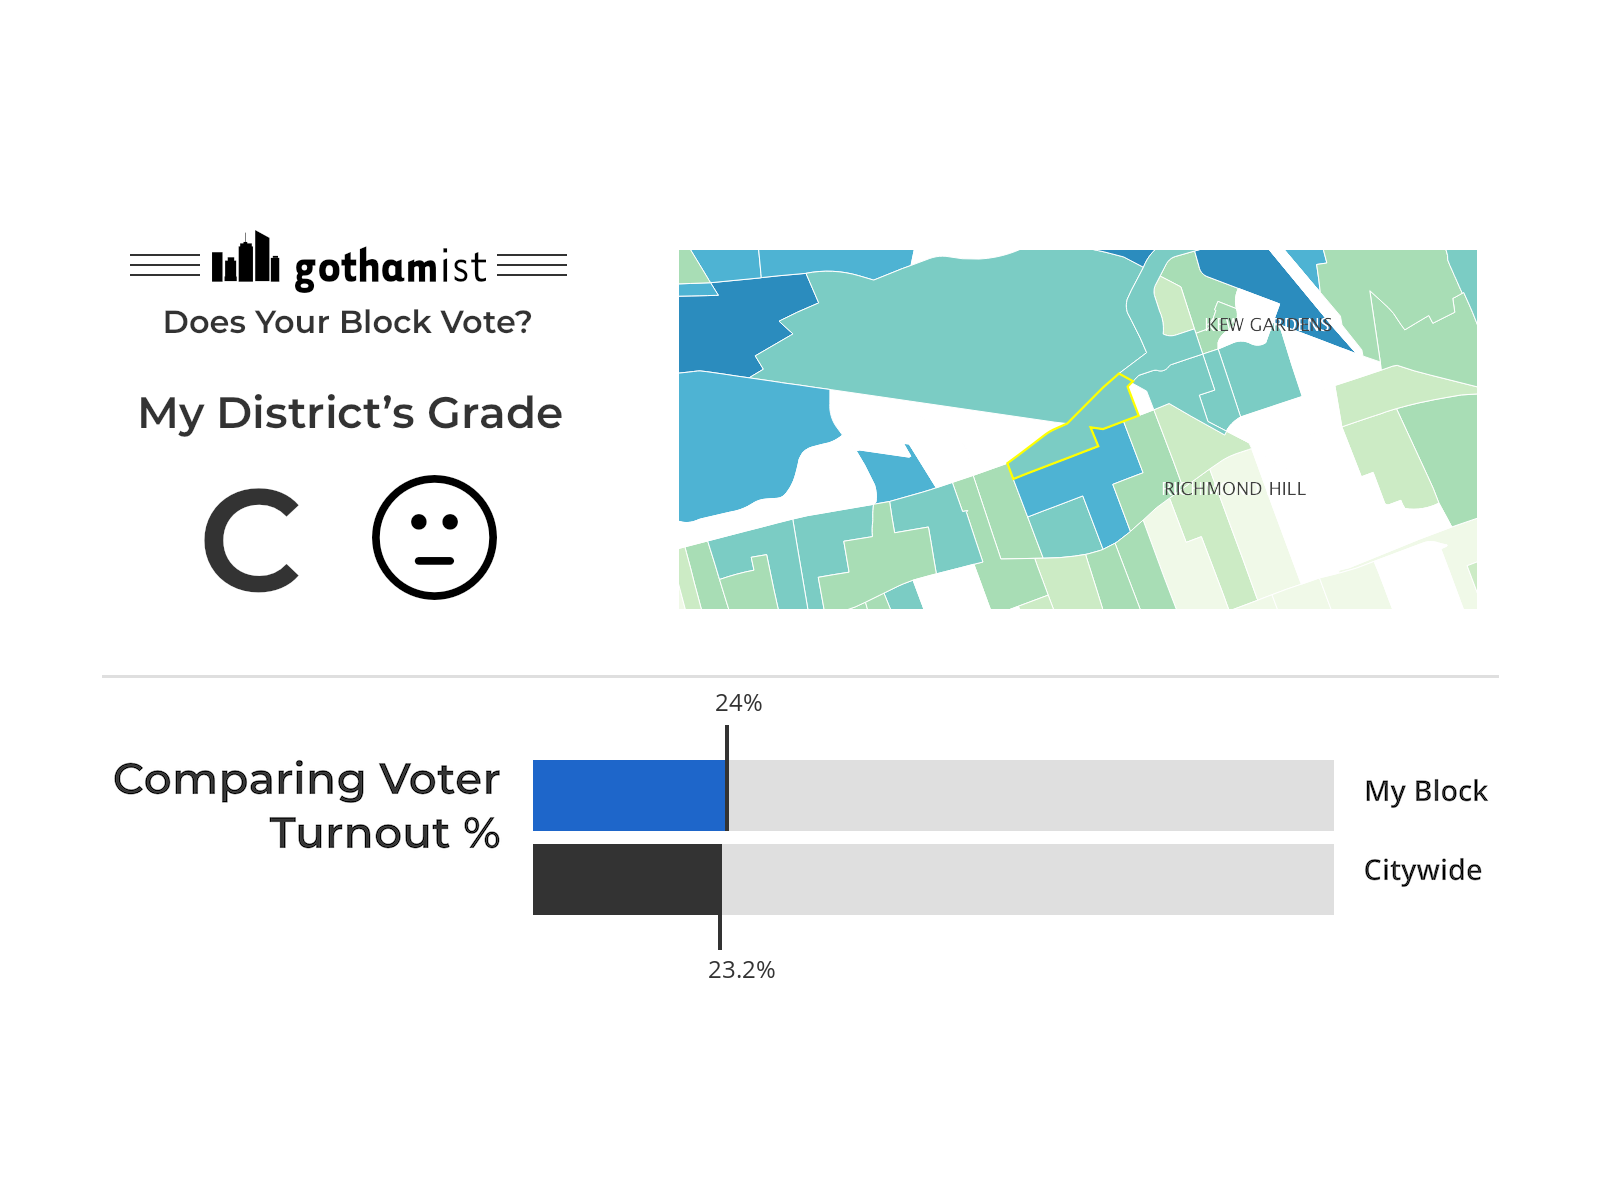 gothamist
Does Your Block Vote?
My District's Grade
C
KEW GARDENS
RICHMOND HILL
24%
Comparing Voter
Turnout %
My Block
Citywide
23.2%